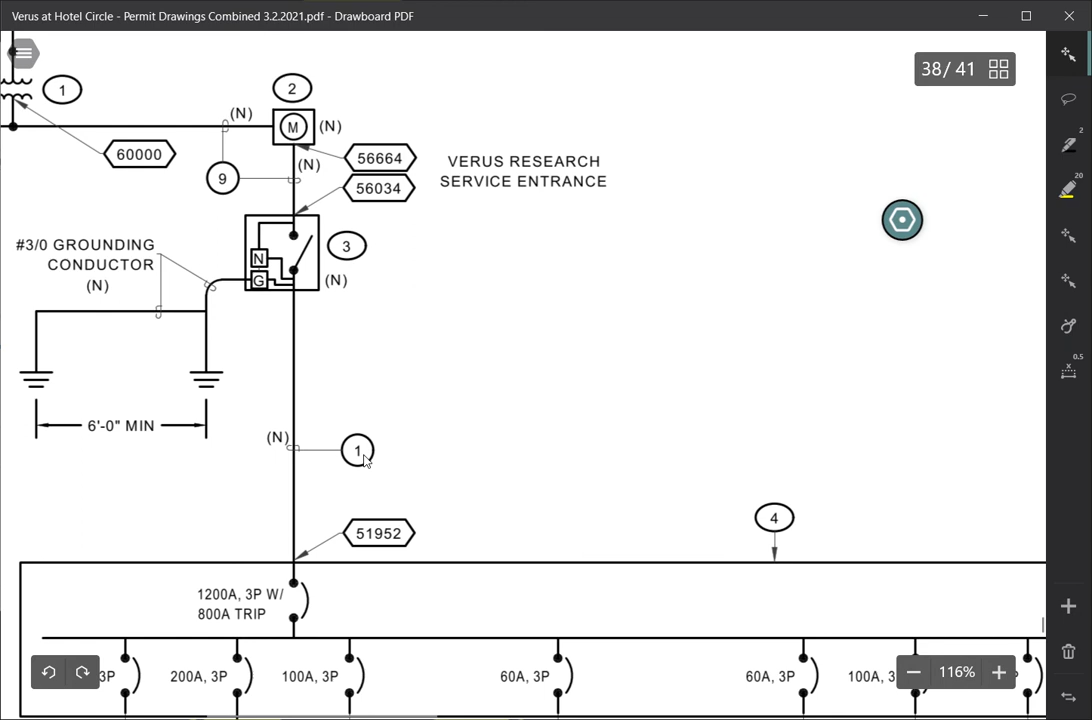 Verus at Hotel Circle - Permit Drawings Combined 3.2.2021.pdf - Drawboard PDF
38/ 41
1
2
(N)
M
(N)
60000
(N)
56664
VERUS RESEARCH
SERVICE ENTRANCE
9
56034
2
20
#3/0 GROUNDING
CONDUCTOR
(N)
3
N
G
(N)
x
0.5
6'-0" MIN
(N)
1
4
51952
1200A, 3P W/
800A TRIP
3P
200A, 3P
100A, 3P
60A, 3P
60A, 3P
100A, 3
116%